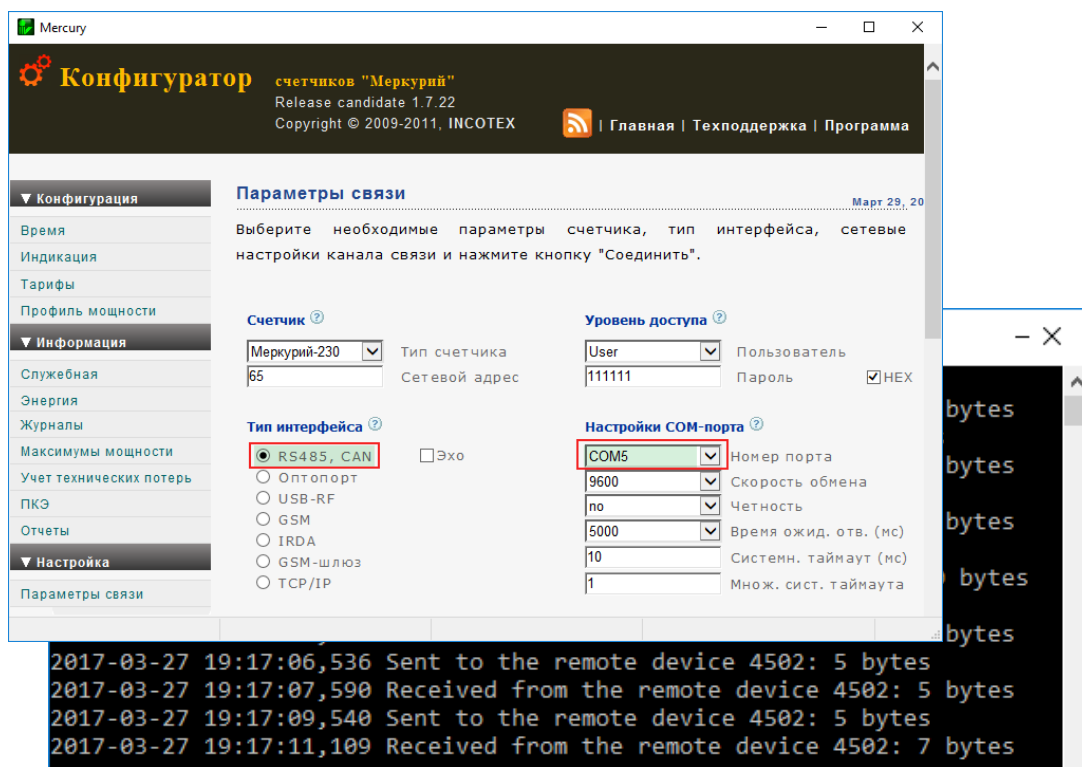 Mercury
Конфигуратор
счетчиков "Меркурий"
Release candidate 1.7.22
Copyright © 2009-2011, INCOTEX
| Главная | Техподдержка | Программа
▼ Конфигурация
Время
Индикация
Тарифы
Профиль мощности
▼ Информация
Служебная
Энергия
Журналы
Максимумы мощности
Учет технических потерь
ПКЭ
Отчеты
▼ Настройка
Параметры связи
Параметры связи
Март 29, 20
Выберите необходимые параметры счетчика, тип интерфейса, сетевые
настройки канала связи и нажмите кнопку "Соединить".
Счетчик ?
Меркурий-230 Тип счетчика
65 Сетевой адрес
Уровень доступа ?
User Пользователь
111111 Пароль HEX
Тип интерфейса ?
RS485, CAN Эхо
Оптопорт
USB-RF
GSM
IRDA
GSM-шлюз
TCP/IP
Настройки COM-порта ?
COM5 Номер порта
9600 Скорость обмена
no Четность
5000 Время ожид. отв. (мс)
10 Системн. таймаут (мс)
1 Множ. сист. таймаута
bytes
bytes
bytes
bytes
bytes
2017-03-27 19:17:06,536 Sent to the remote device 4502: 5 bytes
2017-03-27 19:17:07,590 Received from the remote device 4502: 5 bytes
2017-03-27 19:17:09,540 Sent to the remote device 4502: 5 bytes
2017-03-27 19:17:11,109 Received from the remote device 4502: 7 bytes